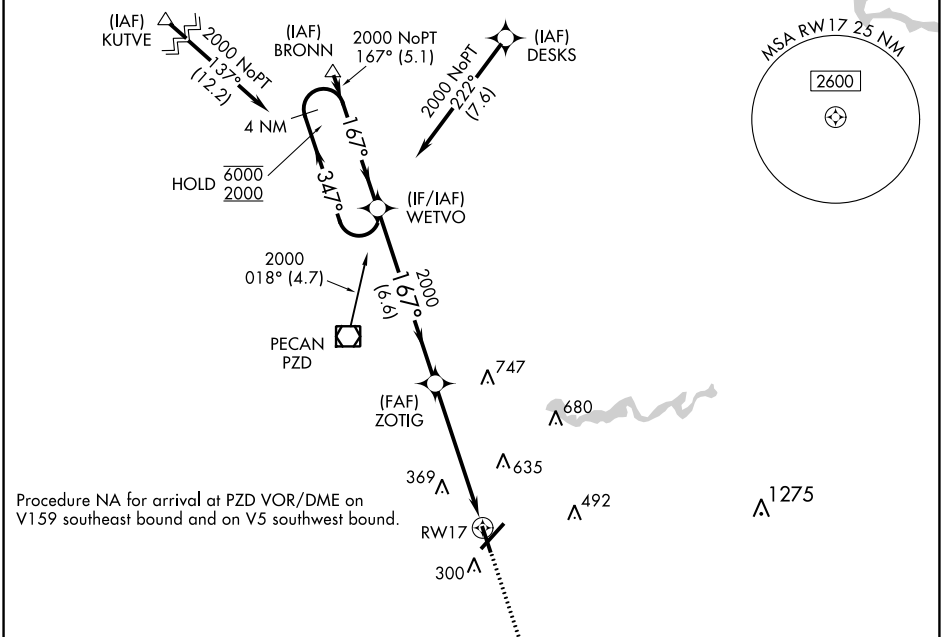 (IAF)
KUTVE
2000 NoPT
137°
(12.2)
(IAF)
BRONN
2000 NoPT
167° (5.1)
(IAF)
DESKS
2000 NoPT
222°
(7.6)
MSA RW17 25 NM
2600
4 NM
167°
347°
HOLD
6000
2000
(IF/IAF)
WETVO
2000
018° (4.7)
2000
167°
(6.6)
PECAN
PZD
(FAF)
ZOTIG
747
680
635
369
492
1275
Procedure NA for arrival at PZD VOR/DME on
V159 southeast bound and on V5 southwest bound.
RW17
300